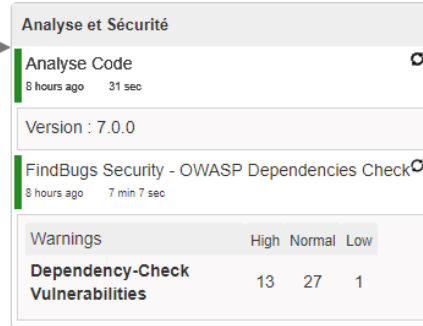 Analyse et Sécurité
Analyse Code
8 hours ago 31 sec
Version : 7.0.0
FindBugs Security - OWASP Dependencies Check
8 hours ago 7 min 7 sec
Warnings High Normal Low
Dependency-Check
Vulnerabilities 13 27 1